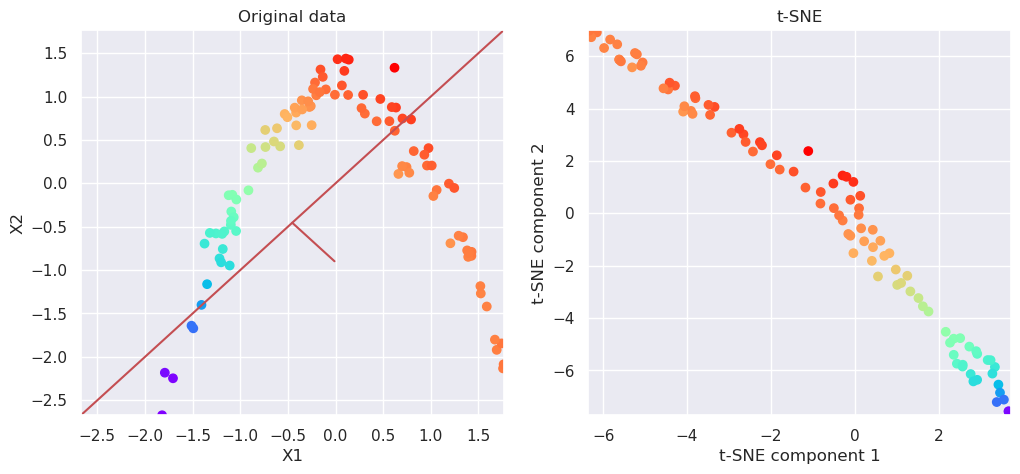 Original data
1.5
1.0
0.5
0.0
−0.5
−1.0
−1.5
−2.0
−2.5
X2
−2.5 −2.0 −1.5 −1.0 −0.5 0.0 0.5 1.0 1.5
X1
t-SNE
6
4
2
0
−2
−4
−6
t-SNE component 2
−6 −4 −2 0 2
t-SNE component 1